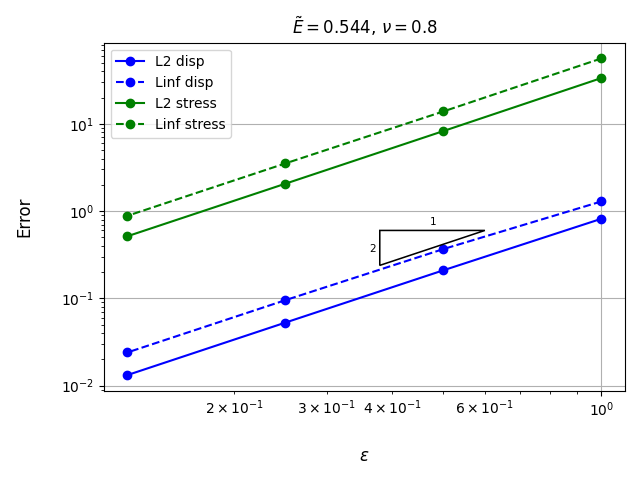 Ẽ = 0.544, ν = 0.8
L2 disp
Linf disp
L2 stress
Linf stress
Error
10¹
10⁰
10⁻¹
10⁻²
1
2
2 × 10⁻¹ 3 × 10⁻¹ 4 × 10⁻¹ 6 × 10⁻¹ 10⁰
ε